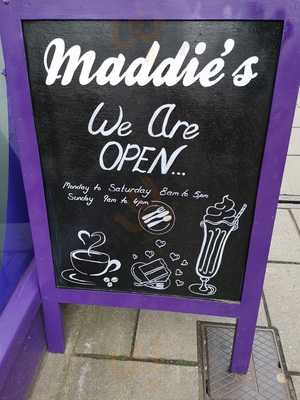 Maddie's
We Are
OPEN...
Monday to Saturday 8am to 5pm
Sunday 9am to 4pm